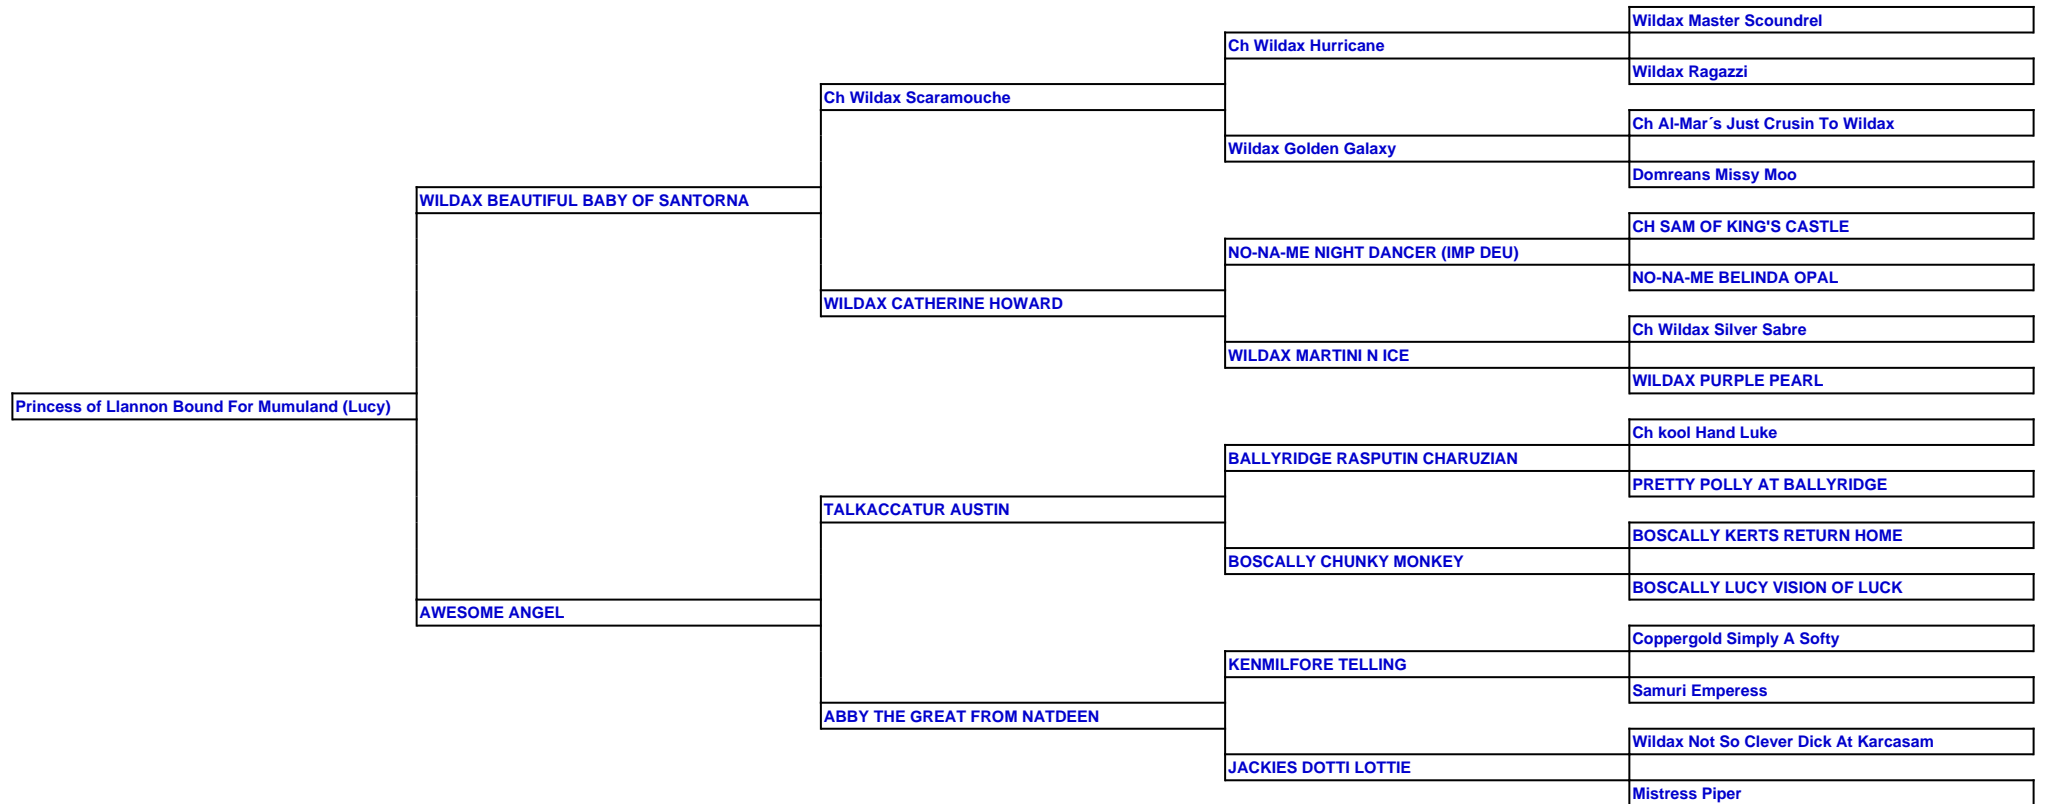 Wildax Master Scoundrel
Ch Wildax Hurricane
Wildax Ragazzi
Ch Wildax Scaramouche
Ch Al-Mar´s Just Crusin To Wildax
Wildax Golden Galaxy
Domreans Missy Moo
WILDAX BEAUTIFUL BABY OF SANTORNA
CH SAM OF KING'S CASTLE
NO-NA-ME NIGHT DANCER (IMP DEU)
NO-NA-ME BELINDA OPAL
WILDAX CATHERINE HOWARD
Ch Wildax Silver Sabre
WILDAX MARTINI N ICE
WILDAX PURPLE PEARL
Princess of Llannon Bound For Mumuland (Lucy)
Ch kool Hand Luke
BALLYRIDGE RASPUTIN CHARUZIAN
PRETTY POLLY AT BALLYRIDGE
TALKACCATUR AUSTIN
BOSCALLY KERTS RETURN HOME
BOSCALLY CHUNKY MONKEY
BOSCALLY LUCY VISION OF LUCK
AWESOME ANGEL
Coppergold Simply A Softy
KENMILFORE TELLING
Samuri Emperess
ABBY THE GREAT FROM NATDEEN
Wildax Not So Clever Dick At Karcasam
JACKIES DOTTI LOTTIE
Mistress Piper